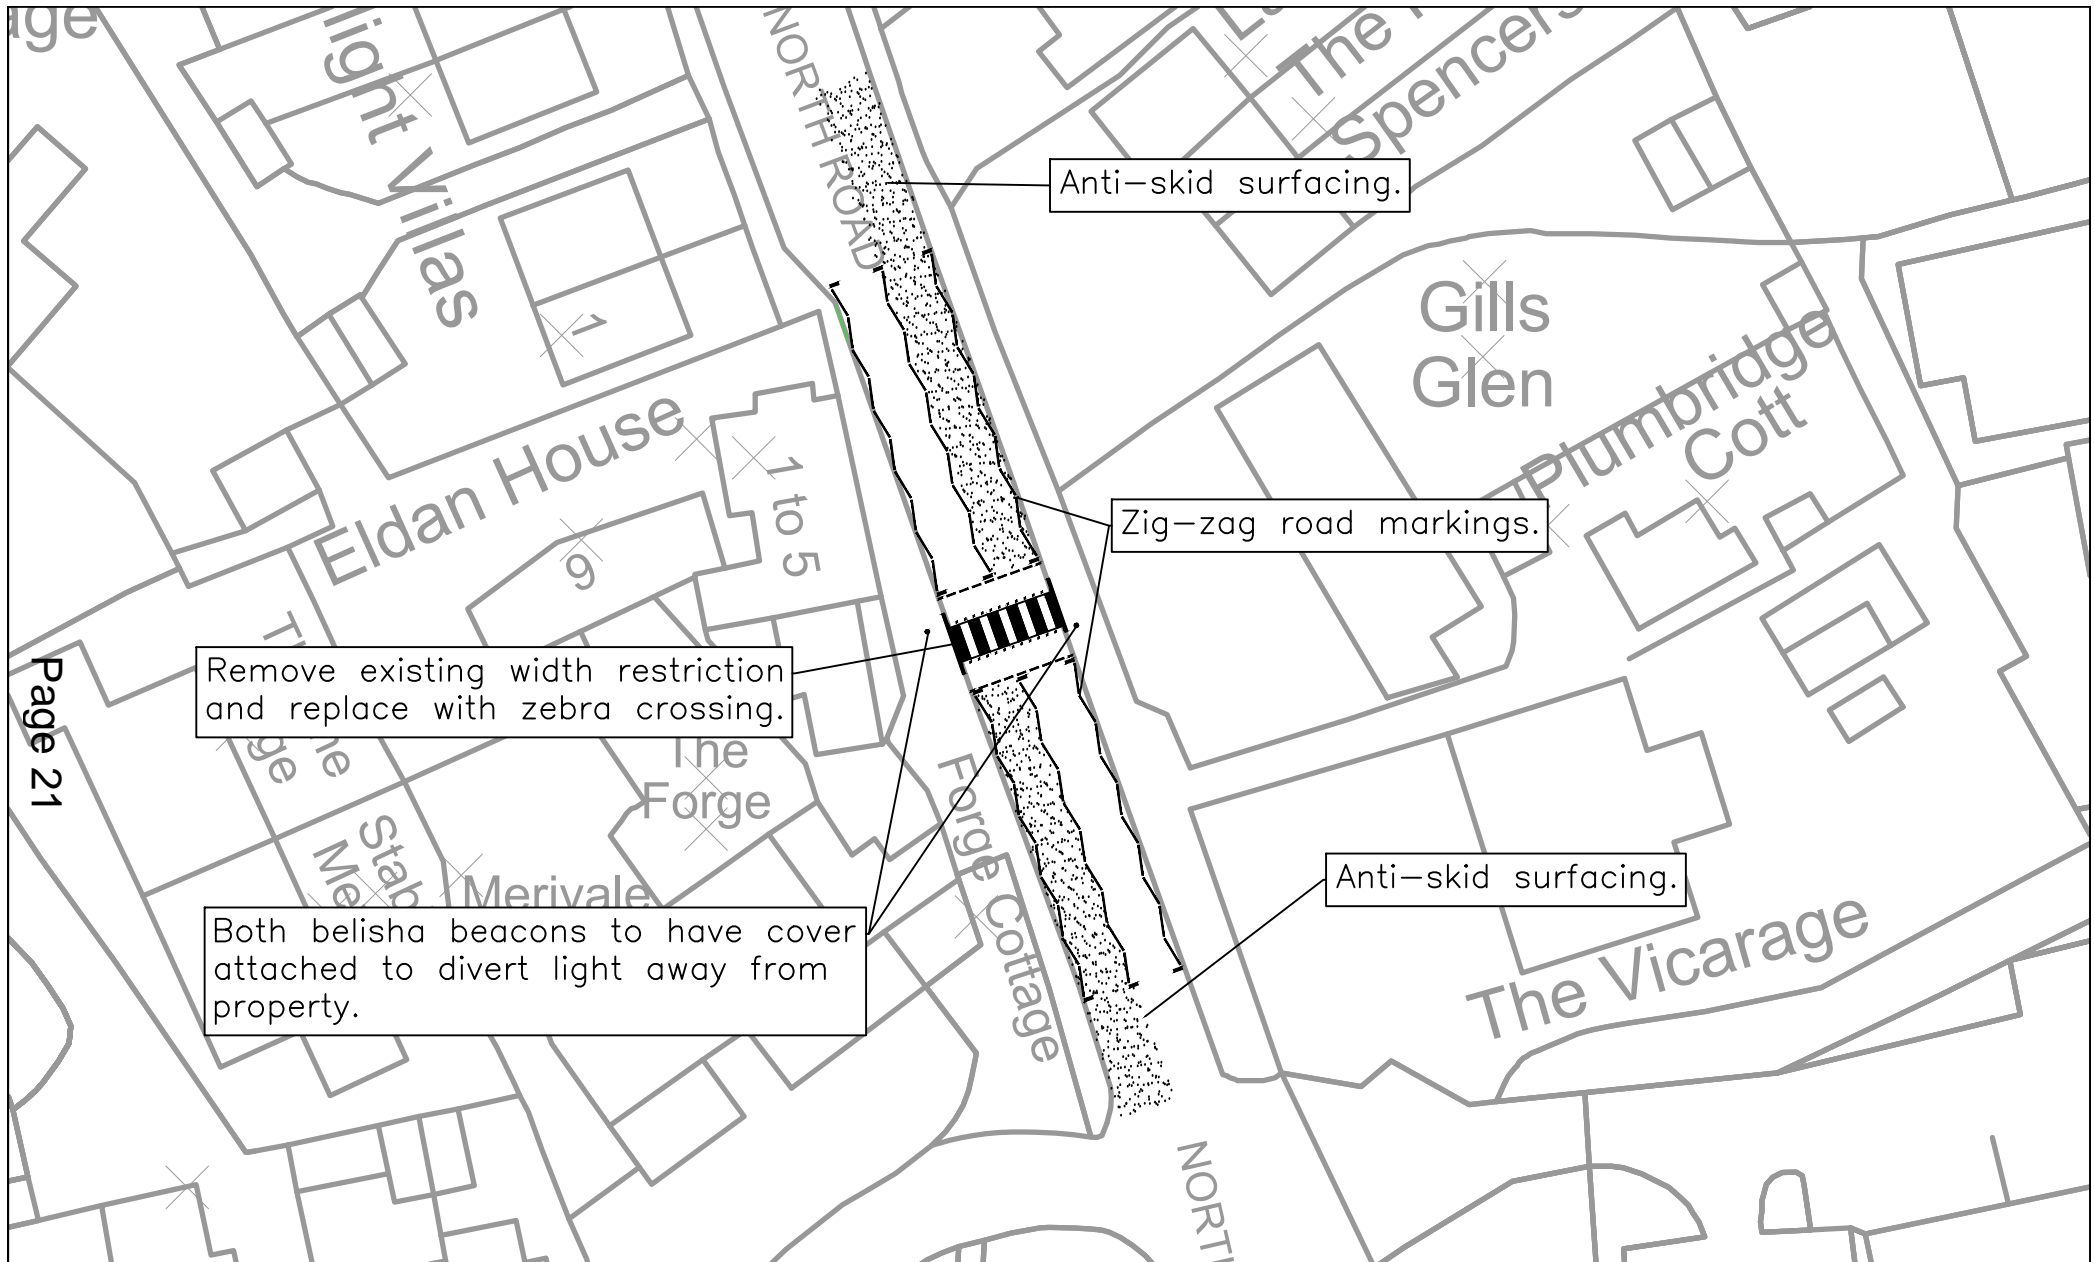 NORTH ROAD
Anti-skid surfacing.
Gills
Glen
Plumbridge
Cott
1
Eldan House
1 to 5
9
Zig-zag road markings.
Remove existing width restriction
and replace with zebra crossing.
Page 21
The
Forge
Forge Cottage
Merivale
Anti-skid surfacing.
Both belisha beacons to have cover
attached to divert light away from
property.
The Vicarage
Villas
The
Spencers